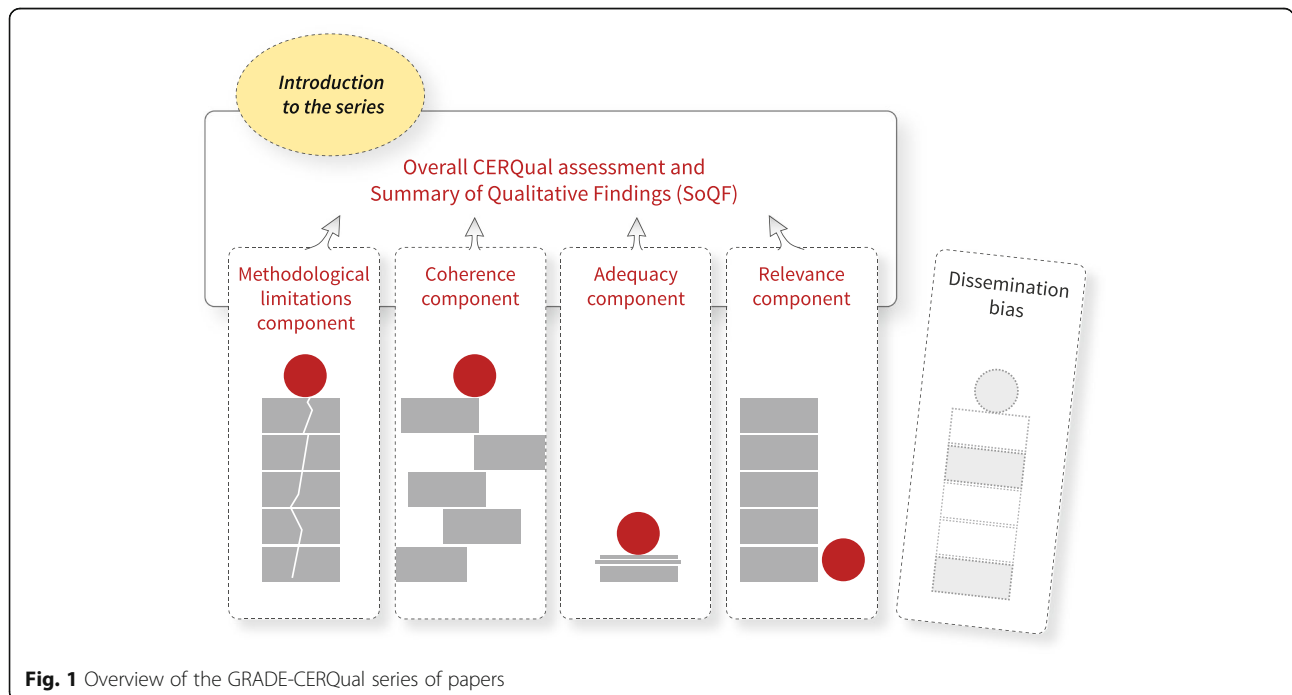 Introduction
to the series
Overall CERQual assessment and
Summary of Qualitative Findings (SoQF)
Methodological
limitations
component
Coherence
component
Adequacy
component
Relevance
component
Dissemination
bias
Fig. 1 Overview of the GRADE-CERQual series of papers